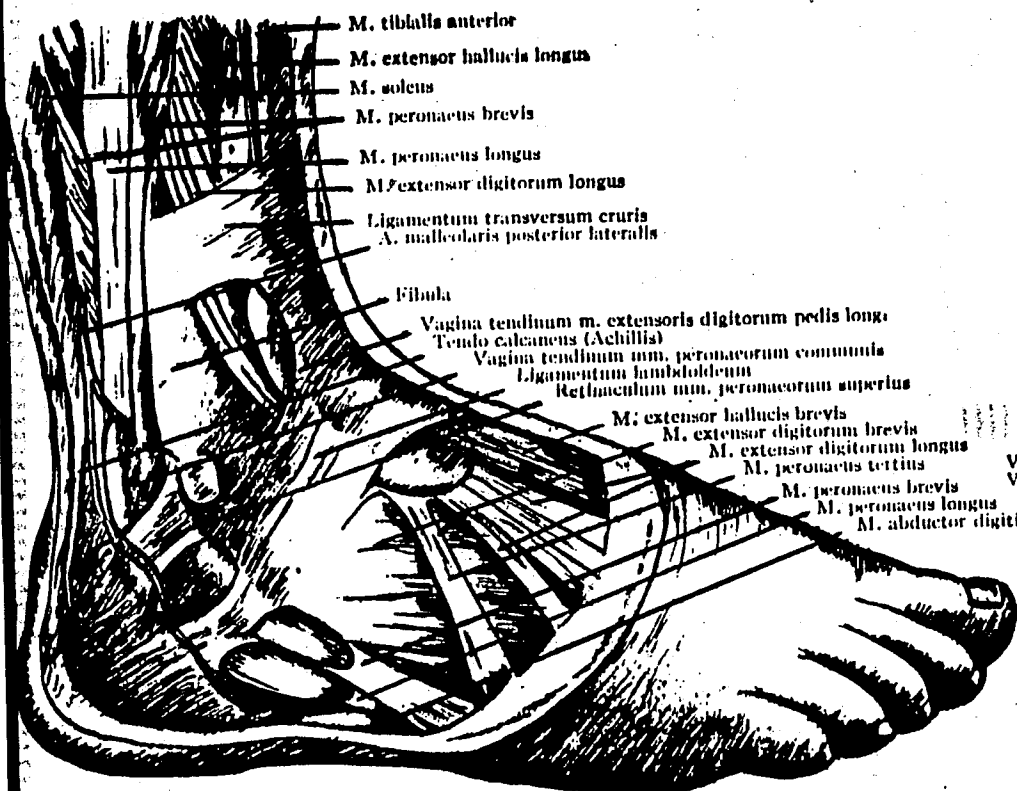 M. tibialis anterior
M. extensor hallucis longus
M. soleus
M. peronaeus brevis
M. peronaeus longus
M. extensor digitorum longus
Ligamentum transversum cruris
A. malleolaris posterior lateralis
Fibula
Vagina tendinum m. extensoris digitorum pedis longi
Tendo calcaneus (Achillis)
Vagina tendinum mm. peronaeorum communis
Ligamentum lambdoideum
Retinaculum mm. peronaeorum superius
M. extensor hallucis brevis
M. extensor digitorum brevis
M. extensor digitorum longus
M. peronaeus tertius
V
M. peronaeus brevis
V
M. peronaeus longus
M. abductor digiti